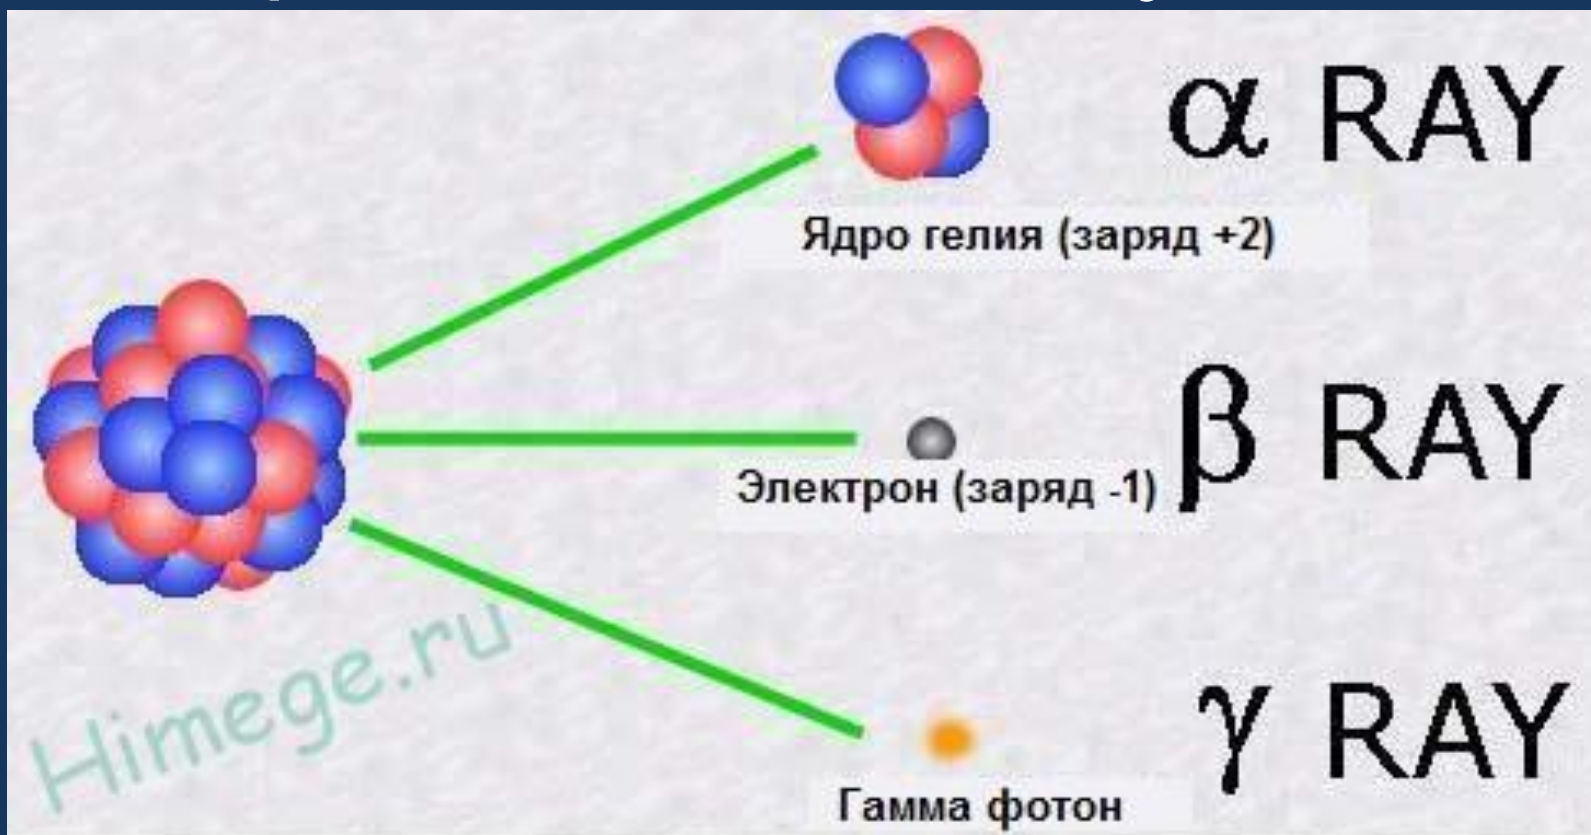 α RAY
Ядро гелия (заряд +2)
β RAY
Электрон (заряд -1)
Himege.ru
γ RAY
Гамма фотон